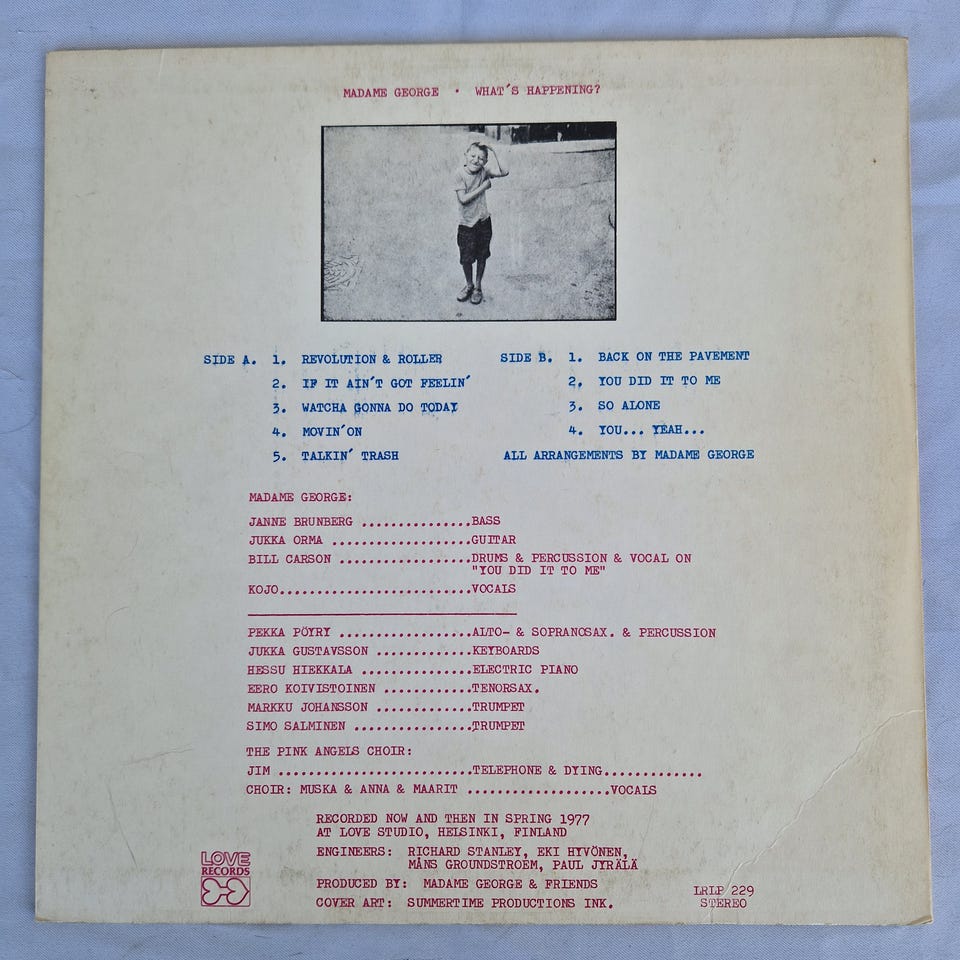 MADAME GEORGE · WHAT´S HAPPENING?
SIDE A. 1. REVOLUTION & ROLLER
2. IF IT AIN´T GOT FEELIN´
3. WATCHA GONNA DO TODAY
4. MOVIN´ON
5. TALKIN´ TRASH
SIDE B. 1. BACK ON THE PAVEMENT
2. YOU DID IT TO ME
3. SO ALONE
4. YOU... YEAH...
ALL ARRANGEMENTS BY MADAME GEORGE
MADAME GEORGE:
JANNE BRUNBERG ...............BASS
JUKKA ORMA ...................GUITAR
BILL CARSON ..................DRUMS & PERCUSSION & VOCAL ON
"YOU DID IT TO ME"
KOJO..........................VOCALS
PEKKA PÖYRY ..................ALTO- & SOPRANOSAX. & PERCUSSION
JUKKA GUSTAVSSON .............KEYBOARDS
HESSU HIEKKALA ...............ELECTRIC PIANO
EERO KOIVISTOINEN ............TENORSAX.
MARKKU JOHANSSON .............TRUMPET
SIMO SALMINEN ................TRUMPET
THE PINK ANGELS CHOIR:
JIM ..........................TELEPHONE & DYING.............
CHOIR: MUSKA & ANNA & MAARIT ...................VOCALS
RECORDED NOW AND THEN IN SPRING 1977
AT LOVE STUDIO, HELSINKI, FINLAND
ENGINEERS: RICHARD STANLEY, EKI HYVÖNEN,
MÅNS GROUNDSTROEM, PAUL JYRÄLÄ
PRODUCED BY: MADAME GEORGE & FRIENDS
COVER ART: SUMMERTIME PRODUCTIONS INK.
LOVE
RECORDS
LRLP 229
STEREO